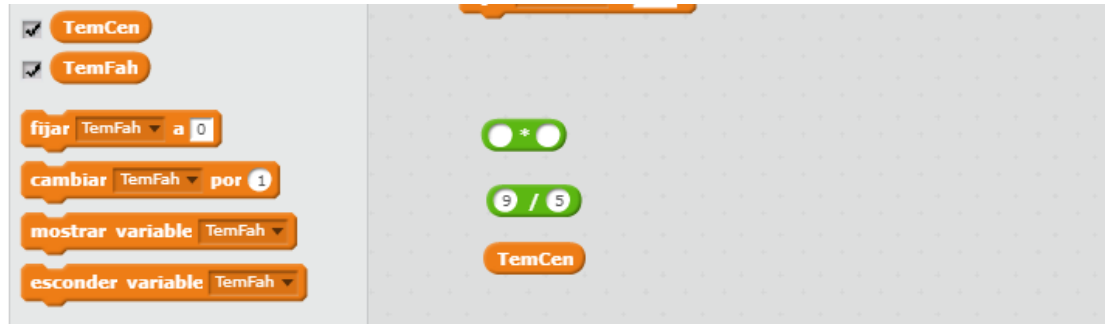 TemCen
TemFah
fijar TemFah a 0
cambiar TemFah por 1
mostrar variable TemFah
esconder variable TemFah
*
9 / 5
TemCen